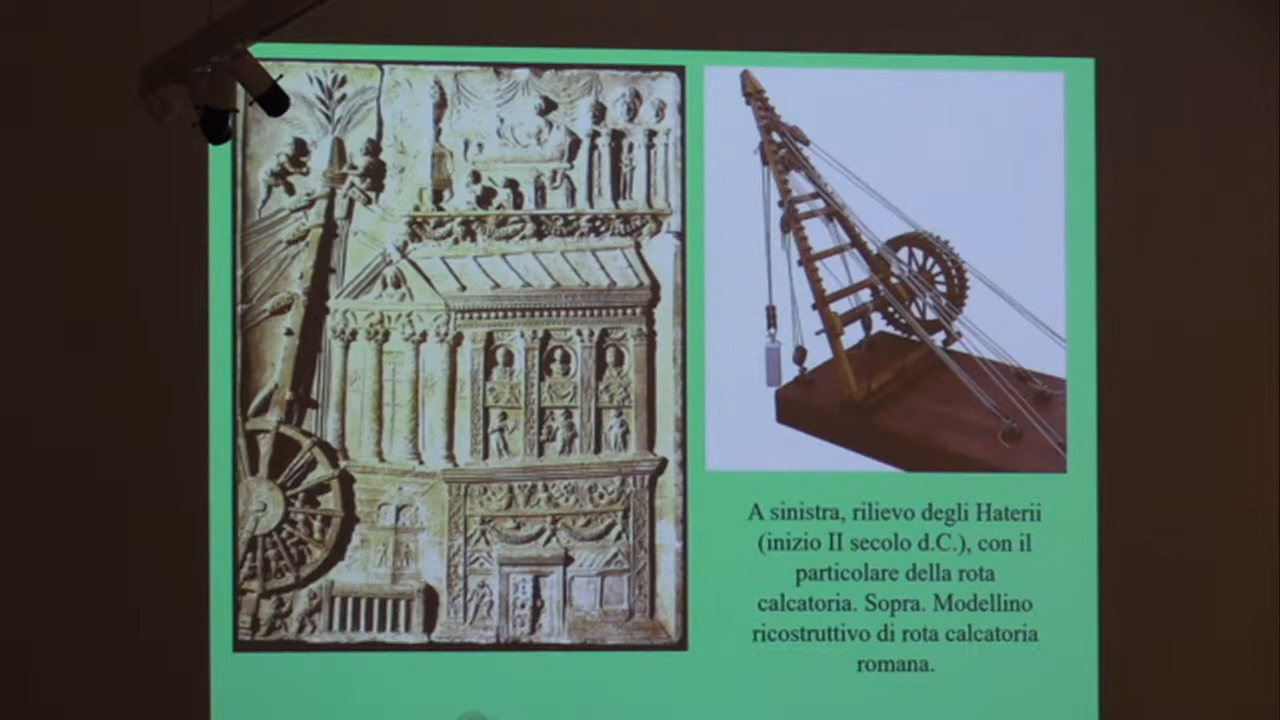 A sinistra, rilievo degli Haterii
(inizio II secolo d.C.), con il
particolare della rota
calcatoria. Sopra. Modellino
ricostruttivo di rota calcatoria
romana.